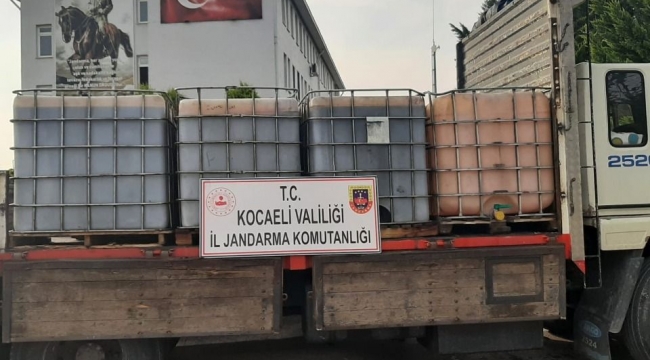 T.C.
KOCAELİ VALİLİĞİ
İL JANDARMA KOMUTANLIĞI
2520